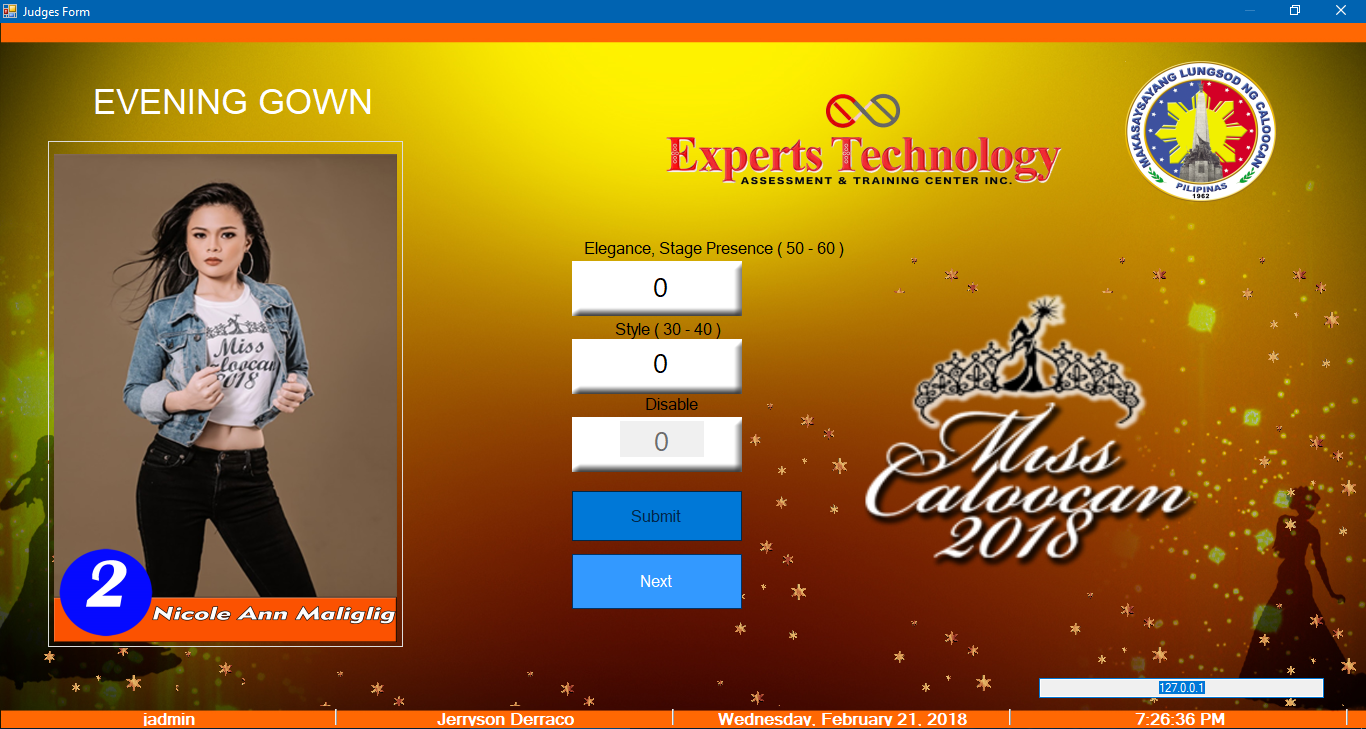 Judges Form
EVENING GOWN
Experts Technology
ASSESSMENT & TRAINING CENTER INC.
MAKASAYSAYANG LUNGSOD NG CALOOCAN
PILIPINAS
1962
Elegance, Stage Presence ( 50 - 60 )
0
Style ( 30 - 40 )
0
Disable
0
Submit
Next
Miss
Caloocan
2018
2
Nicole Ann Maliglig
Miss
Caloocan
2018
127.0.0.1
jadmin
Jerryson Derraco
Wednesday, February 21, 2018
7:26:36 PM